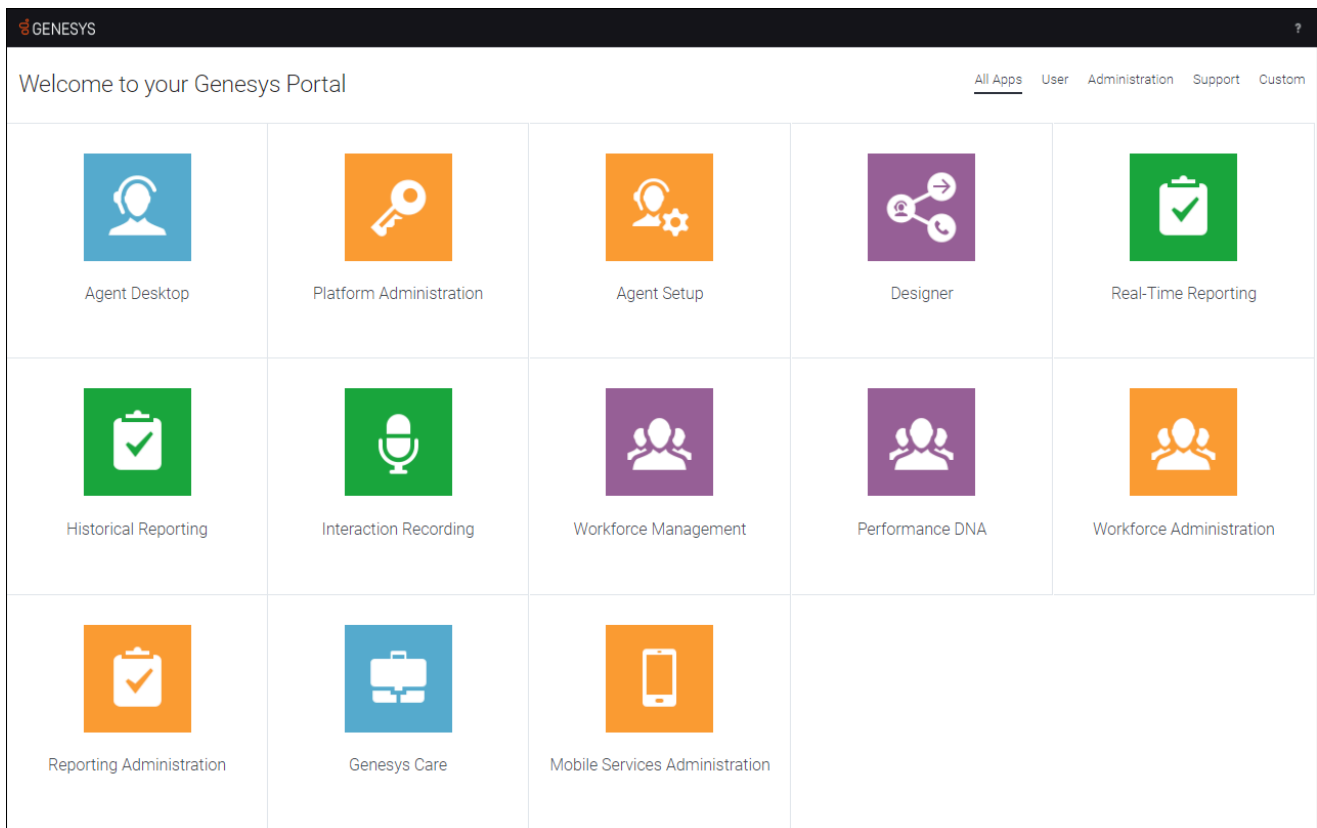 GENESYS ?
Welcome to your Genesys Portal
All Apps User Administration Support Custom
Agent Desktop
Platform Administration
Agent Setup
Designer
Real-Time Reporting
Historical Reporting
Interaction Recording
Workforce Management
Performance DNA
Workforce Administration
Reporting Administration
Genesys Care
Mobile Services Administration